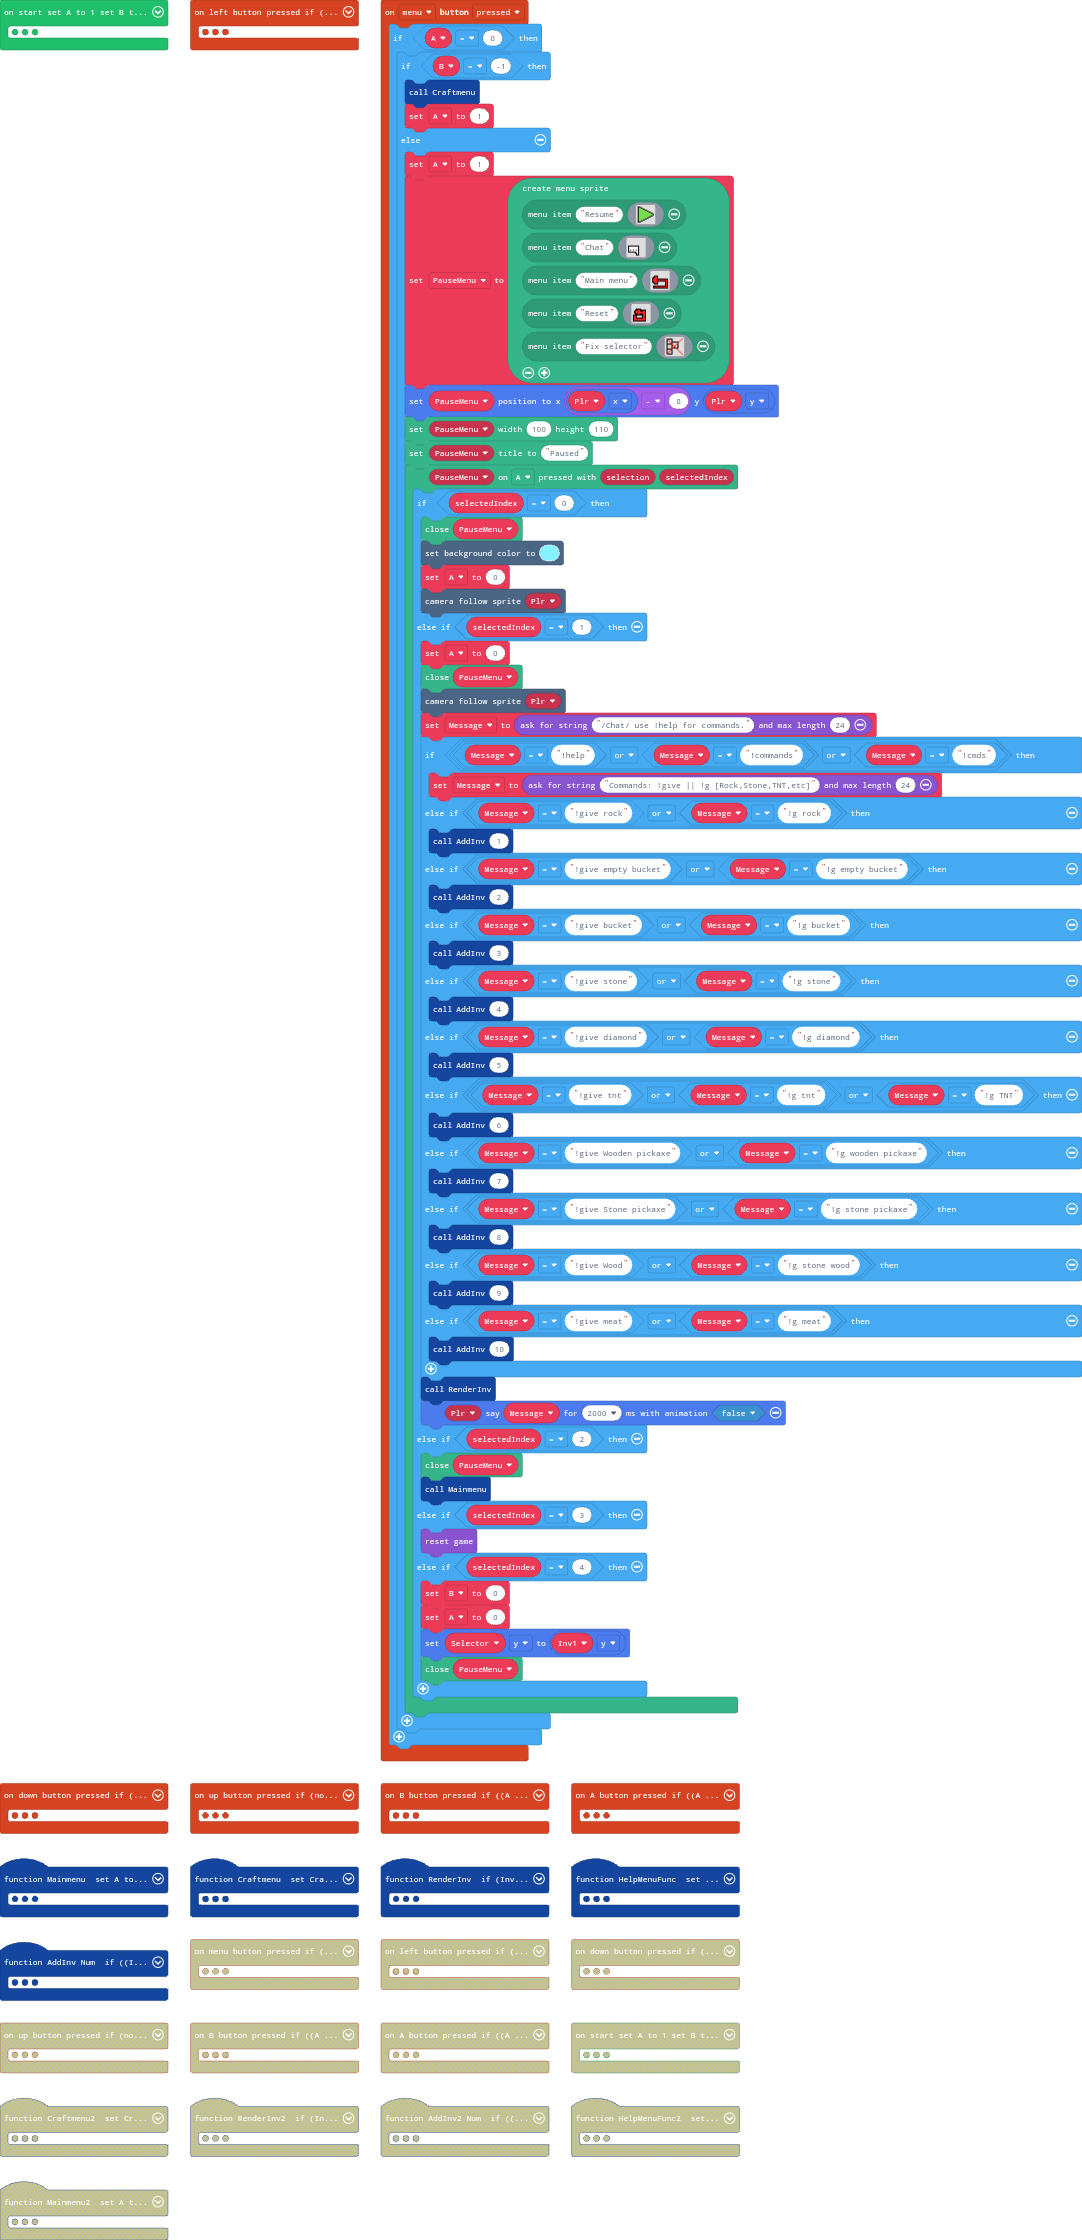 on start set A to 1 set B t...
on left button pressed if (...
on menu button pressed
if A = 0 then
if B = -1 then
call Craftmenu
set A to 1
else
set A to 1
create menu sprite
menu item "Resume"
menu item "Chat"
set PauseMenu to
menu item "Main menu"
menu item "Reset"
menu item "Fix selector"
set PauseMenu position to x Plr x - 8 y Plr y
set PauseMenu width 100 height 110
set PauseMenu title to "Paused"
PauseMenu on A pressed with selection selectedIndex
if selectedIndex = 0 then
close PauseMenu
set background color to
set A to 0
camera follow sprite Plr
else if selectedIndex = 1 then
set A to 0
close PauseMenu
camera follow sprite Plr
set Message to ask for string "/Chat/ use !help for commands." and max length 24
if Message = "!help" or Message = "!commands" or Message = "!cmds" then
set Message to ask for string "Commands: !give || !g [Rock,Stone,TNT,etc]" and max length 24
else if Message = "!give rock" or Message = "!g rock" then
call AddInv 1
else if Message = "!give empty bucket" or Message = "!g empty bucket" then
call AddInv 2
else if Message = "!give bucket" or Message = "!g bucket" then
call AddInv 3
else if Message = "!give stone" or Message = "!g stone" then
call AddInv 4
else if Message = "!give diamond" or Message = "!g diamond" then
call AddInv 5
else if Message = "!give tnt" or Message = "!g tnt" or Message = "!g TNT" then
call AddInv 6
else if Message = "!give Wooden pickaxe" or Message = "!g wooden pickaxe" then
call AddInv 7
else if Message = "!give Stone pickaxe" or Message = "!g stone pickaxe" then
call AddInv 8
else if Message = "!give Wood" or Message = "!g stone wood" then
call AddInv 9
else if Message = "!give meat" or Message = "!g meat" then
call AddInv 10
call RenderInv
Plr say Message for 2000 ms with animation false
else if selectedIndex = 2 then
close PauseMenu
call Mainmenu
else if selectedIndex = 3 then
reset game
else if selectedIndex = 4 then
set B to 0
set A to 0
set Selector y to Inv1 y
close PauseMenu
on down button pressed if (...
on up button pressed if (no...
on B button pressed if ((A ...
on A button pressed if ((A ...
function Mainmenu set A to...
function Craftmenu set Cra...
function RenderInv if (Inv...
function HelpMenuFunc set ...
function AddInv Num if ((I...
on menu button pressed if (...
on left button pressed if (...
on down button pressed if (...
on up button pressed if (no...
on B button pressed if ((A ...
on A button pressed if ((A ...
on start set A to 1 set B t...
function Craftmenu2 set Cr...
function RenderInv2 if (In...
function AddInv2 Num if ((...
function HelpMenuFunc2 set...
function Mainmenu2 set A t...